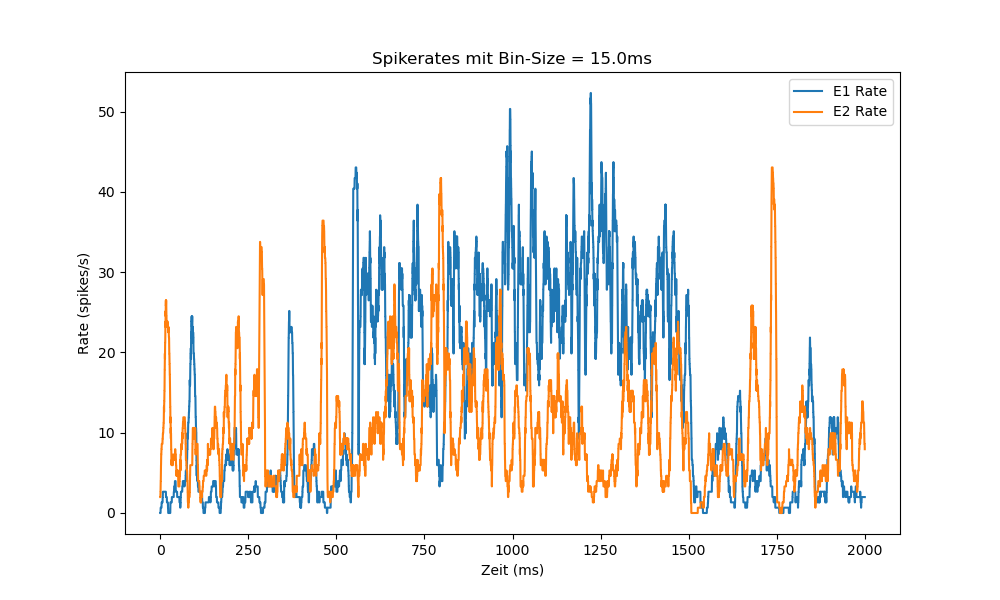 Spikerates mit Bin-Size = 15.0ms
E1 Rate
E2 Rate
Rate (spikes/s)
50
40
30
20
10
0
0 250 500 750 1000 1250 1500 1750 2000
Zeit (ms)